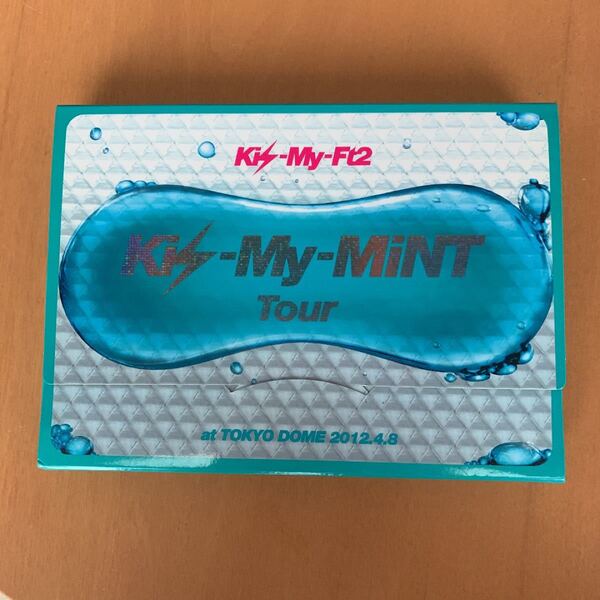 Kis-My-Ft2
Kis-My-MiNT
Tour
at TOKYO DOME 2012.4.8